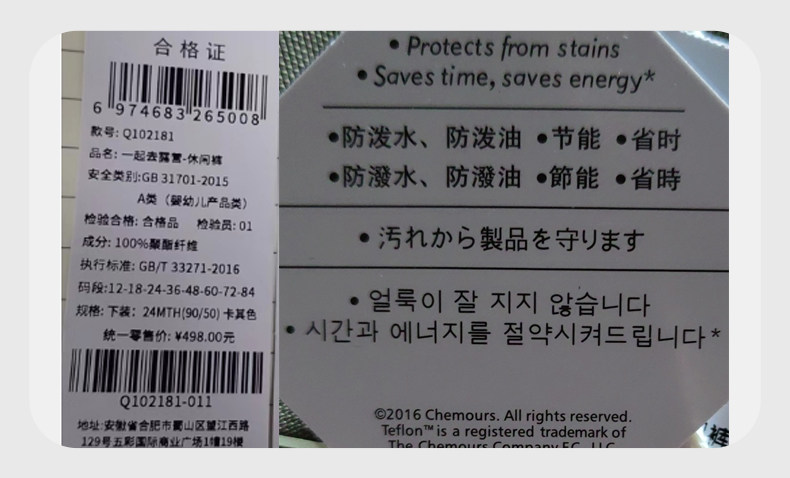 合格证
6 974683 265008
款号: Q102181
品名: 一起去露营-休闲裤
安全类别:GB 31701-2015
A类（婴幼儿产品类）
检验合格: 合格品 检验员: 01
成分: 100%聚酯纤维
执行标准: GB/T 33271-2016
码段:12-18-24-36-48-60-72-84
规格: 下装: 24MTH(90/50) 卡其色
统一零售价: ¥498.00元
Q102181-011
地址:安徽省合肥市蜀山区望江西路
129号五彩国际商业广场1幢19楼
• Protects from stains
• Saves time, saves energy*
•防泼水、防泼油 •节能 •省时
•防潑水、防潑油 •節能 •省時
• 汚れから製品を守ります
• 얼룩이 잘 지지 않습니다
• 시간과 에너지를 절약시켜드립니다*
©2016 Chemours. All rights reserved.
Teflon™ is a registered trademark of
The Chemours Company FC, LLC
裤